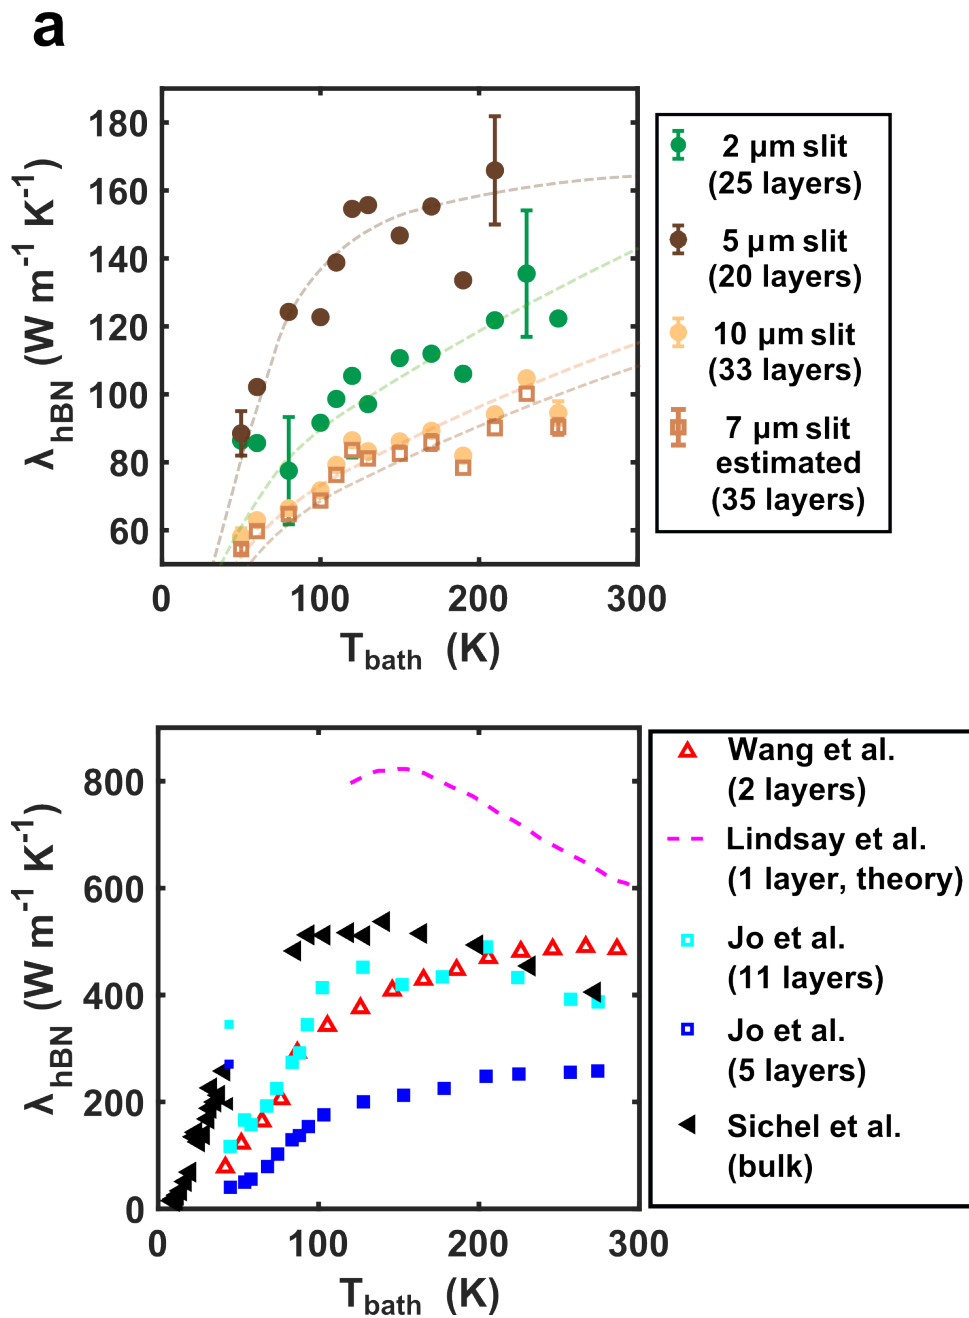 a
180
160
140
120
100
80
60
0
100
200
300
λhBN (W m-1 K-1)
Tbath (K)
2 μm slit
(25 layers)
5 μm slit
(20 layers)
10 μm slit
(33 layers)
7 μm slit
estimated
(35 layers)
800
600
400
200
0
0
100
200
300
λhBN (W m-1 K-1)
Tbath (K)
Wang et al.
(2 layers)
Lindsay et al.
(1 layer, theory)
Jo et al.
(11 layers)
Jo et al.
(5 layers)
Sichel et al.
(bulk)